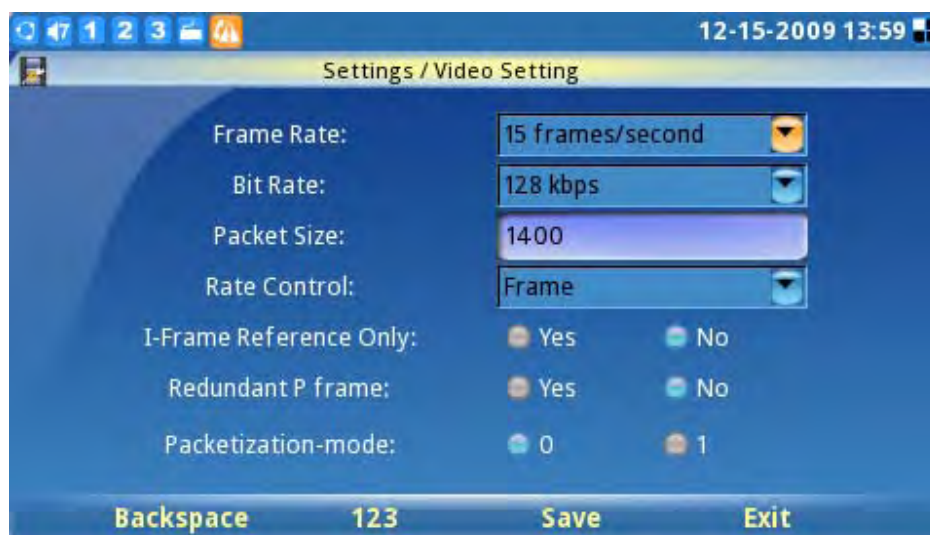 47 1 2 3 12-15-2009 13:59
Settings / Video Setting
Frame Rate: 15 frames/second
Bit Rate: 128 kbps
Packet Size: 1400
Rate Control: Frame
I-Frame Reference Only: Yes No
Redundant P frame: Yes No
Packetization-mode: 0 1
Backspace 123 Save Exit